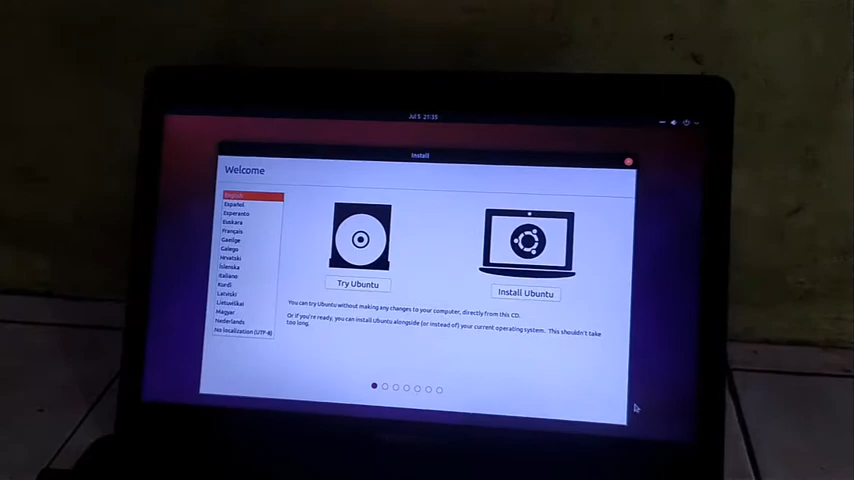 Jul 5 21:35
Install
Welcome
English
Español
Esperanto
Euskara
Français
Gaeilge
Galego
Hrvatski
Íslenska
Italiano
Kurdî
Latviski
Lietuviškai
Magyar
Nederlands
No localization (UTF-8)
Try Ubuntu
Install Ubuntu
You can try Ubuntu without making any changes to your computer, directly from this CD.
Or if you're ready, you can install Ubuntu alongside (or instead of) your current operating system. This shouldn't take
too long.